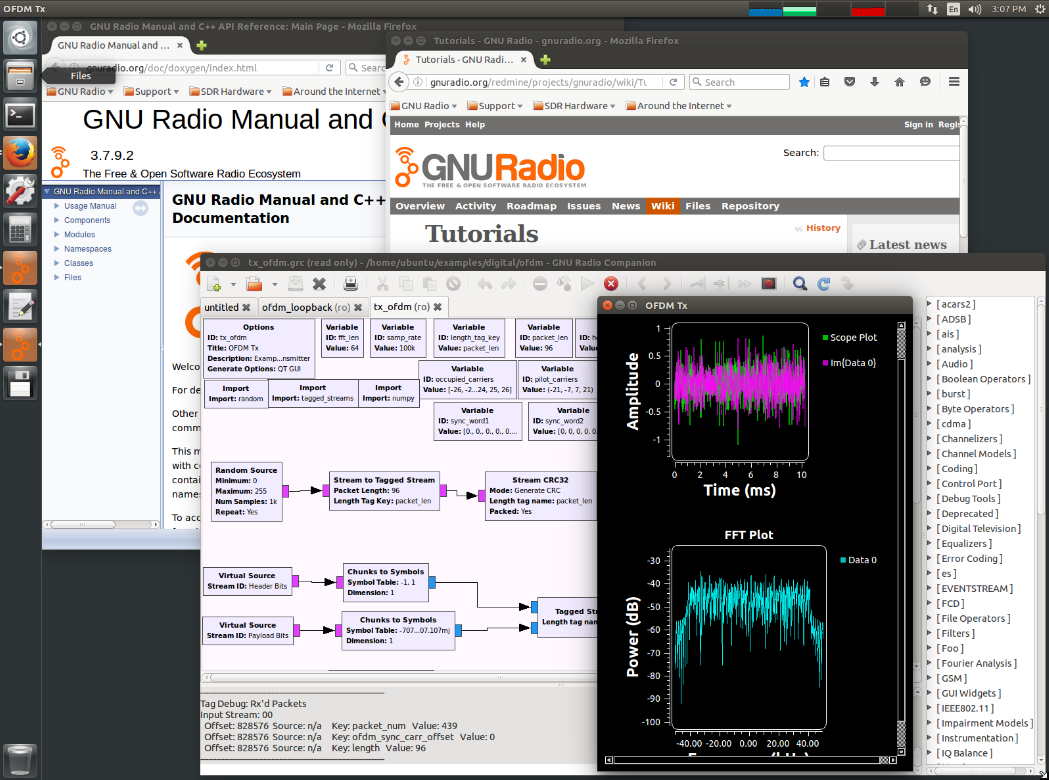 OFDM Tx
En
3:07 PM
GNU Radio Manual and C++ API Reference: Main Page - Mozilla Firefox
GNU Radio Manual and ...
gnuradio.org/doc/doxygen/index.html
Searc
Files
GNU Radio
Support
SDR Hardware
Around the Internet
GNU Radio Manual and C
3.7.9.2
The Free & Open Software Radio Ecosystem
GNU Radio Manual and C++ A
Usage Manual
Components
Modules
Namespaces
Classes
Files
GNU Radio Manual and C++
Documentation
Welco
For de
Other
comm
This m
with co
contai
names
To acc
Tutorials - GNU Radio - gnuradio.org - Mozilla Firefox
Tutorials - GNU Radi...
gnuradio.org/redmine/projects/gnuradio/wiki/Tu
Search
GNU Radio
Support
SDR Hardware
Around the Internet
Home Projects Help
Sign in Regis
GNURadio
THE FREE & OPEN SOFTWARE RADIO ECOSYSTEM
Search:
Overview Activity Roadmap Issues News Wiki Files Repository
Tutorials
History
Latest news
tx_ofdm.grc (read only) - /home/ubuntu/examples/digital/ofdm - GNU Radio Companion
untitled
ofdm_loopback (ro)
tx_ofdm (ro)
Options
ID: tx_ofdm
Title: OFDM Tx
Description: Examp...nsmitter
Generate Options: QT GUI
Variable
ID: fft_len
Value: 64
Variable
ID: samp_rate
Value: 100k
Variable
ID: length_tag_key
Value: packet_len
Variable
ID: packet_len
Value: 96
Import
Import: random
Import
Import: tagged_streams
Import
Import: numpy
Variable
ID: occupied_carriers
Value: [-26, -2...24, 25, 26]
Variable
ID: pilot_carriers
Value: (-21, -7, 7, 21)
Variable
ID: sync_word1
Value: [0., 0., 0., 0., 0....
Variable
ID: sync_word2
Value: [0, 0, 0, 0, 0,
Random Source
Minimum: 0
Maximum: 255
Num Samples: 1k
Repeat: Yes
Stream to Tagged Stream
Packet Length: 96
Length Tag Key: packet_len
Stream CRC32
Mode: Generate CRC
Length tag name: packet_len
Packed: Yes
Virtual Source
Stream ID: Header Bits
Chunks to Symbols
Symbol Table: -1, 1
Dimension: 1
Virtual Source
Stream ID: Payload Bits
Chunks to Symbols
Symbol Table: -707...07.107mj
Dimension: 1
Tagged Str
Length tag nam
Tag Debug: Rx'd Packets
Input Stream: 00
Offset: 828576 Source: n/a Key: packet_num Value: 439
Offset: 828576 Source: n/a Key: ofdm_sync_carr_offset Value: 0
Offset: 828576 Source: n/a Key: length Value: 96
OFDM Tx
Amplitude
1
0.5
0
-0.5
-1
0 2 4 6 8 10
Time (ms)
Scope Plot
Im{Data 0}
FFT Plot
Power (dB)
-30
-40
-50
-60
-70
-80
-90
-100
-40.00 -20.00 0.00 20.00 40.00
Data 0
[ acars2 ]
[ ADSB ]
[ ais ]
[ analysis ]
[ Audio ]
[ Boolean Operators ]
[ burst ]
[ Byte Operators ]
[ cdma ]
[ Channelizers ]
[ Channel Models ]
[ Coding ]
[ Control Port ]
[ Debug Tools ]
[ Deprecated ]
[ Digital Television ]
[ Equalizers ]
[ Error Coding ]
[ es ]
[ EVENTSTREAM ]
[ FCD ]
[ File Operators ]
[ Filters ]
[ Foo ]
[ Fourier Analysis ]
[ GSM ]
[ GUI Widgets ]
[ IEEE802.11 ]
[ Impairment Models ]
[ Instrumentation ]
[ IQ Balance ]